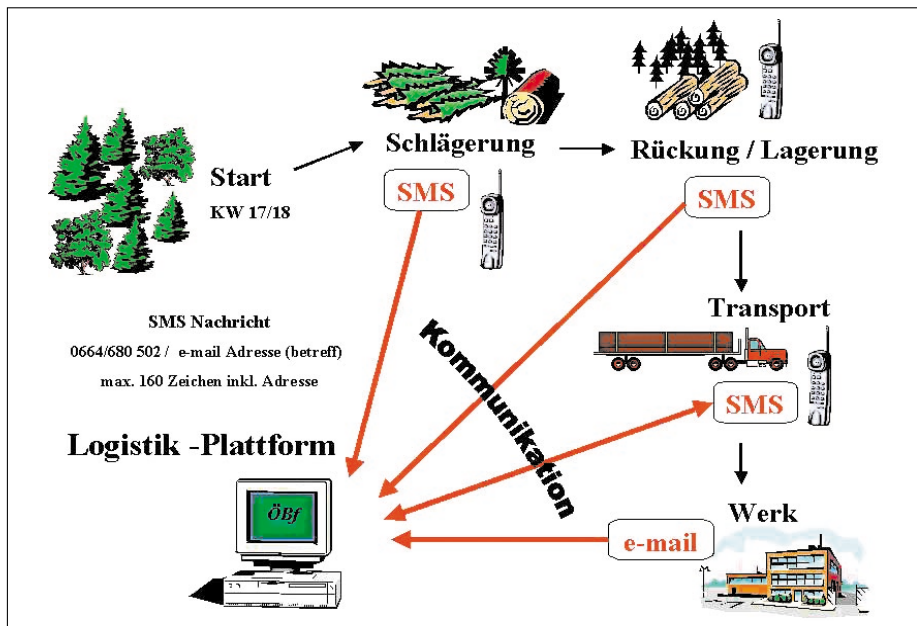 Schlägerung
Rückung / Lagerung
Start
KW 17/18
SMS
SMS
SMS Nachricht
0664/680 502 / e-mail Adresse (betreff)
max. 160 Zeichen inkl. Adresse
Transport
Kommunikation
SMS
Logistik -Plattform
ÖBf
Werk
e-mail